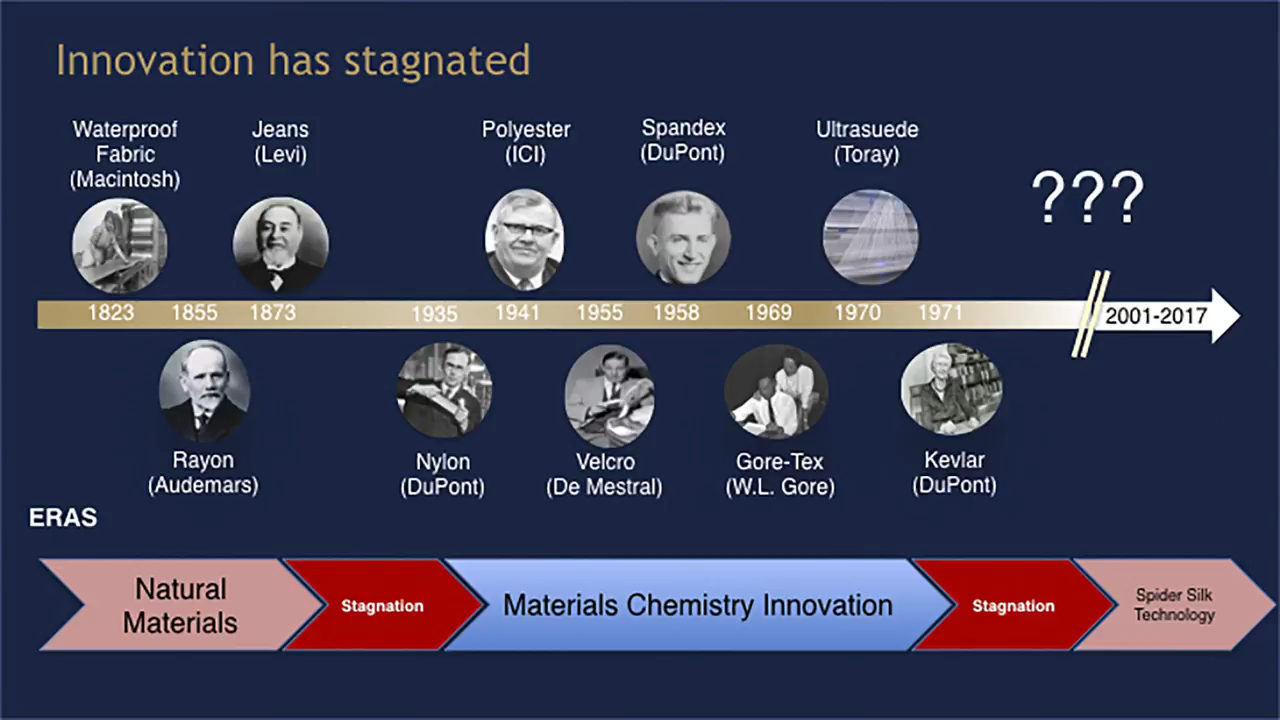 Innovation has stagnated
Waterproof
Fabric
(Macintosh)
Jeans
(Levi)
Polyester
(ICI)
Spandex
(DuPont)
Ultrasuede
(Toray)
???
1823
1855
1873
1935
1941
1955
1958
1969
1970
1971
2001-2017
Rayon
(Audemars)
Nylon
(DuPont)
Velcro
(De Mestral)
Gore-Tex
(W.L. Gore)
Kevlar
(DuPont)
ERAS
Natural
Materials
Stagnation
Materials Chemistry Innovation
Stagnation
Spider Silk
Technology